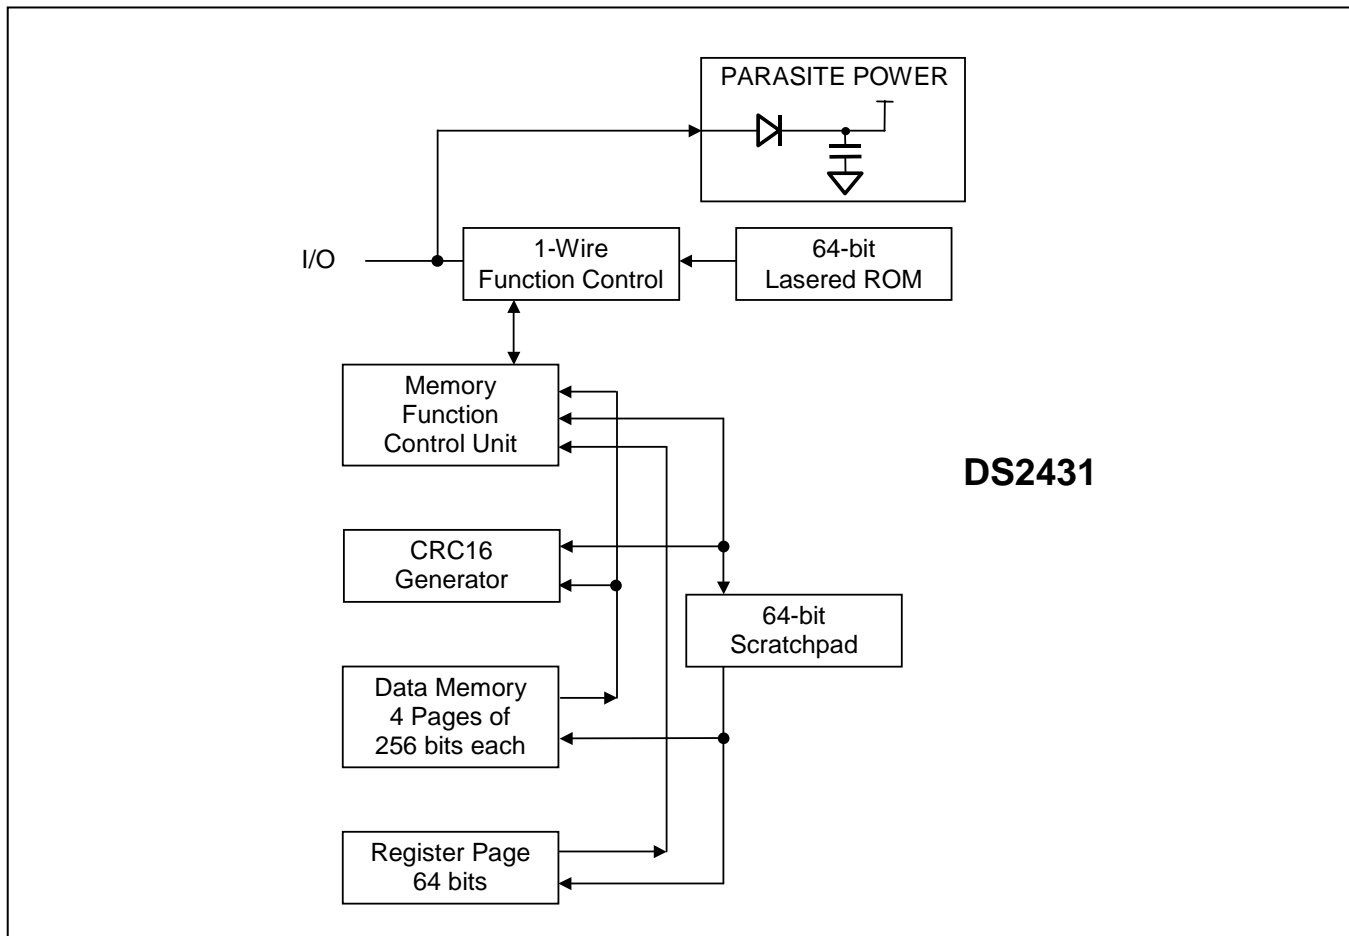 PARASITE POWER
I/O
1-Wire
Function Control
64-bit
Lasered ROM
Memory
Function
Control Unit
DS2431
CRC16
Generator
64-bit
Scratchpad
Data Memory
4 Pages of
256 bits each
Register Page
64 bits